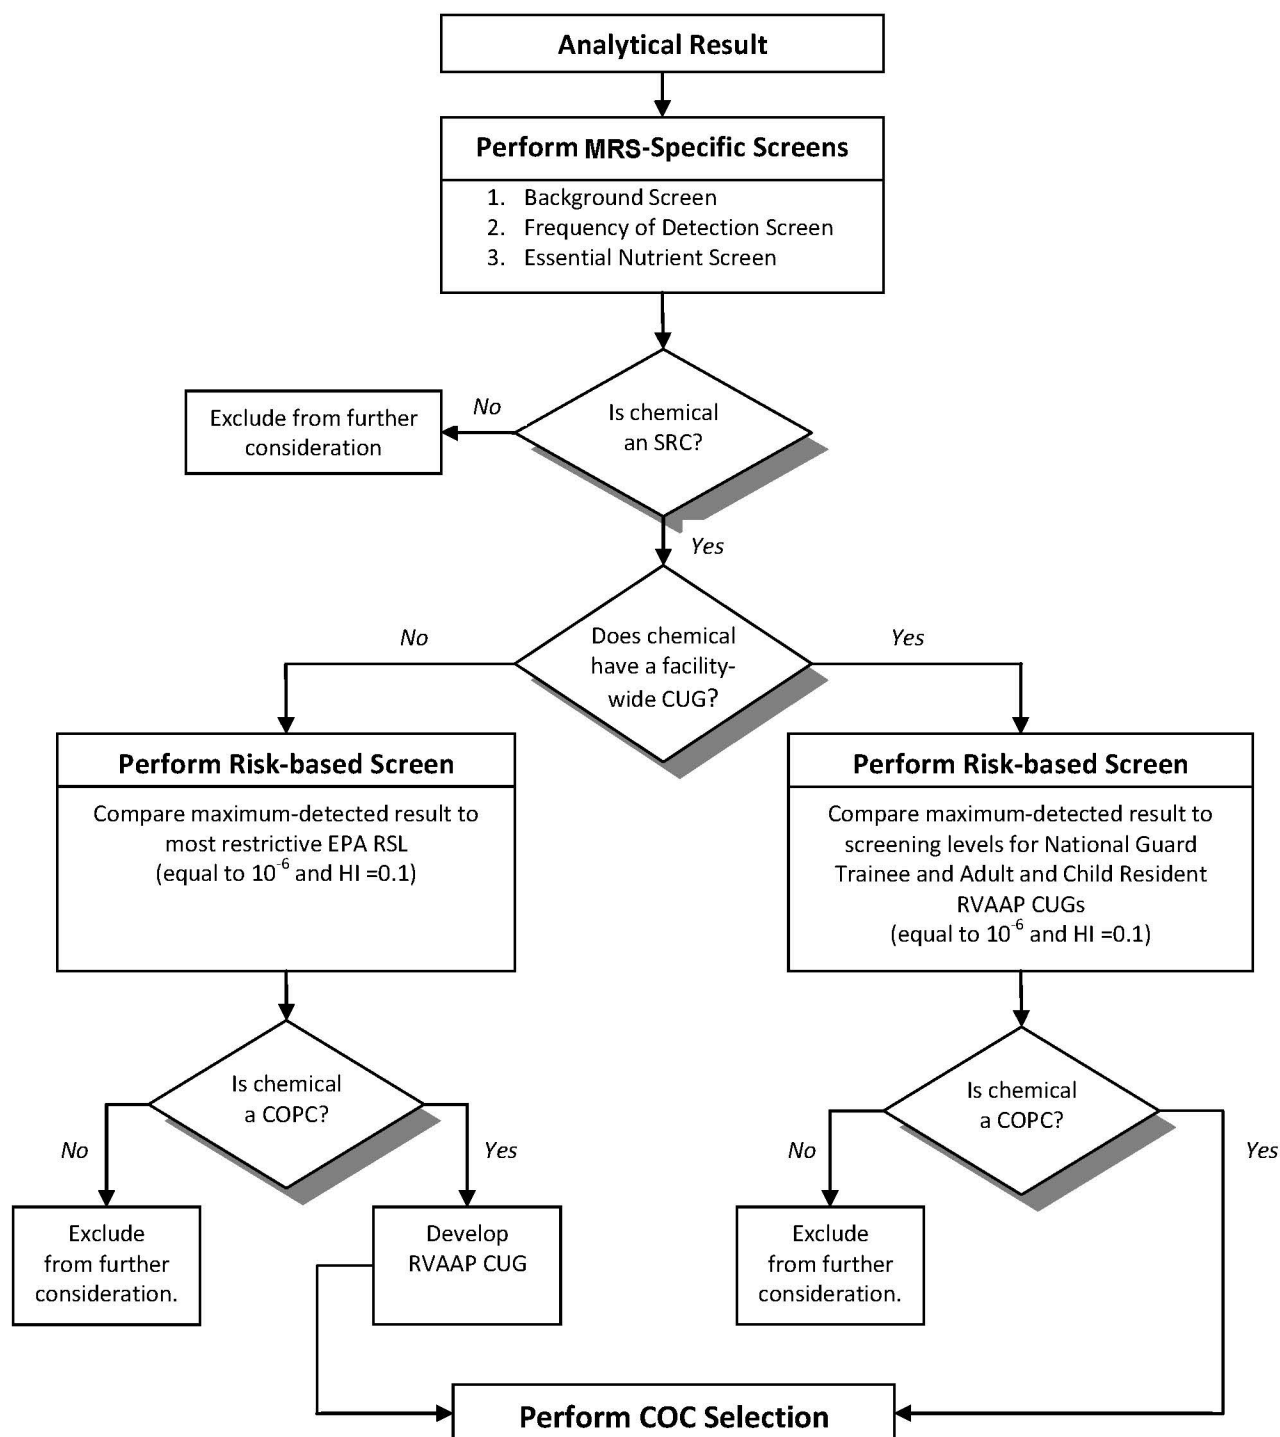 Analytical Result
Perform MRS-Specific Screens
1. Background Screen
2. Frequency of Detection Screen
3. Essential Nutrient Screen
Is chemical
an SRC?
No
Exclude from further
consideration
Yes
Does chemical
have a facility-
wide CUG?
No
Yes
Perform Risk-based Screen
Compare maximum-detected result to
most restrictive EPA RSL
(equal to 10⁻⁶ and HI =0.1)
Perform Risk-based Screen
Compare maximum-detected result to
screening levels for National Guard
Trainee and Adult and Child Resident
RVAAP CUGs
(equal to 10⁻⁶ and HI =0.1)
Is chemical
a COPC?
No
Yes
Exclude
from further
consideration.
Develop
RVAAP CUG
Is chemical
a COPC?
No
Yes
Exclude
from further
consideration.
Perform COC Selection